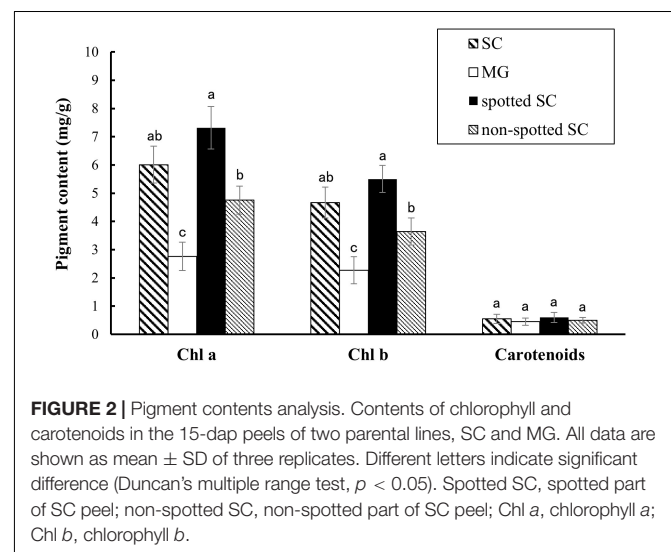 Pigment content (mg/g)
10
9
8
7
6
5
4
3
2
1
0
SC
MG
spotted SC
non-spotted SC
ab
c
a
b
ab
c
a
b
a
a
a
a
Chl a
Chl b
Carotenoids
FIGURE 2 | Pigment contents analysis. Contents of chlorophyll and
carotenoids in the 15-dap peels of two parental lines, SC and MG. All data are
shown as mean ± SD of three replicates. Different letters indicate significant
difference (Duncan's multiple range test, p < 0.05). Spotted SC, spotted part
of SC peel; non-spotted SC, non-spotted part of SC peel; Chl a, chlorophyll a;
Chl b, chlorophyll b.